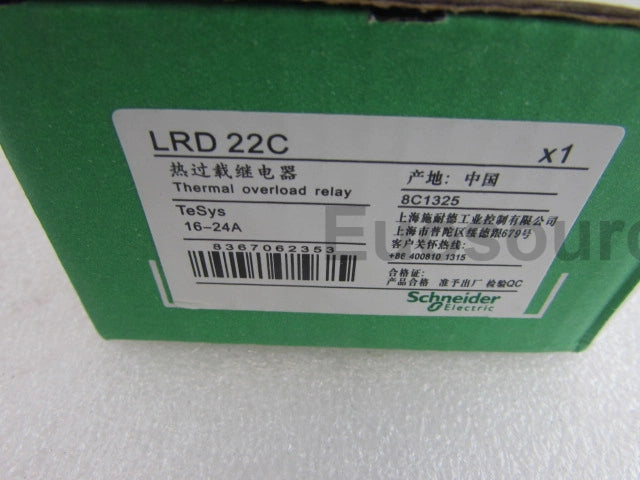 LRD 22C
x1
热过载继电器
Thermal overload relay
TeSys
16-24A
8367062353
产地: 中国
8C1325
上海施耐德工业控制有限公司
上海市普陀区绥德路679号
客户关怀热线:
+86 400810 1315
合格证:
产品合格 准予出厂 检验QC
Schneider
Electric